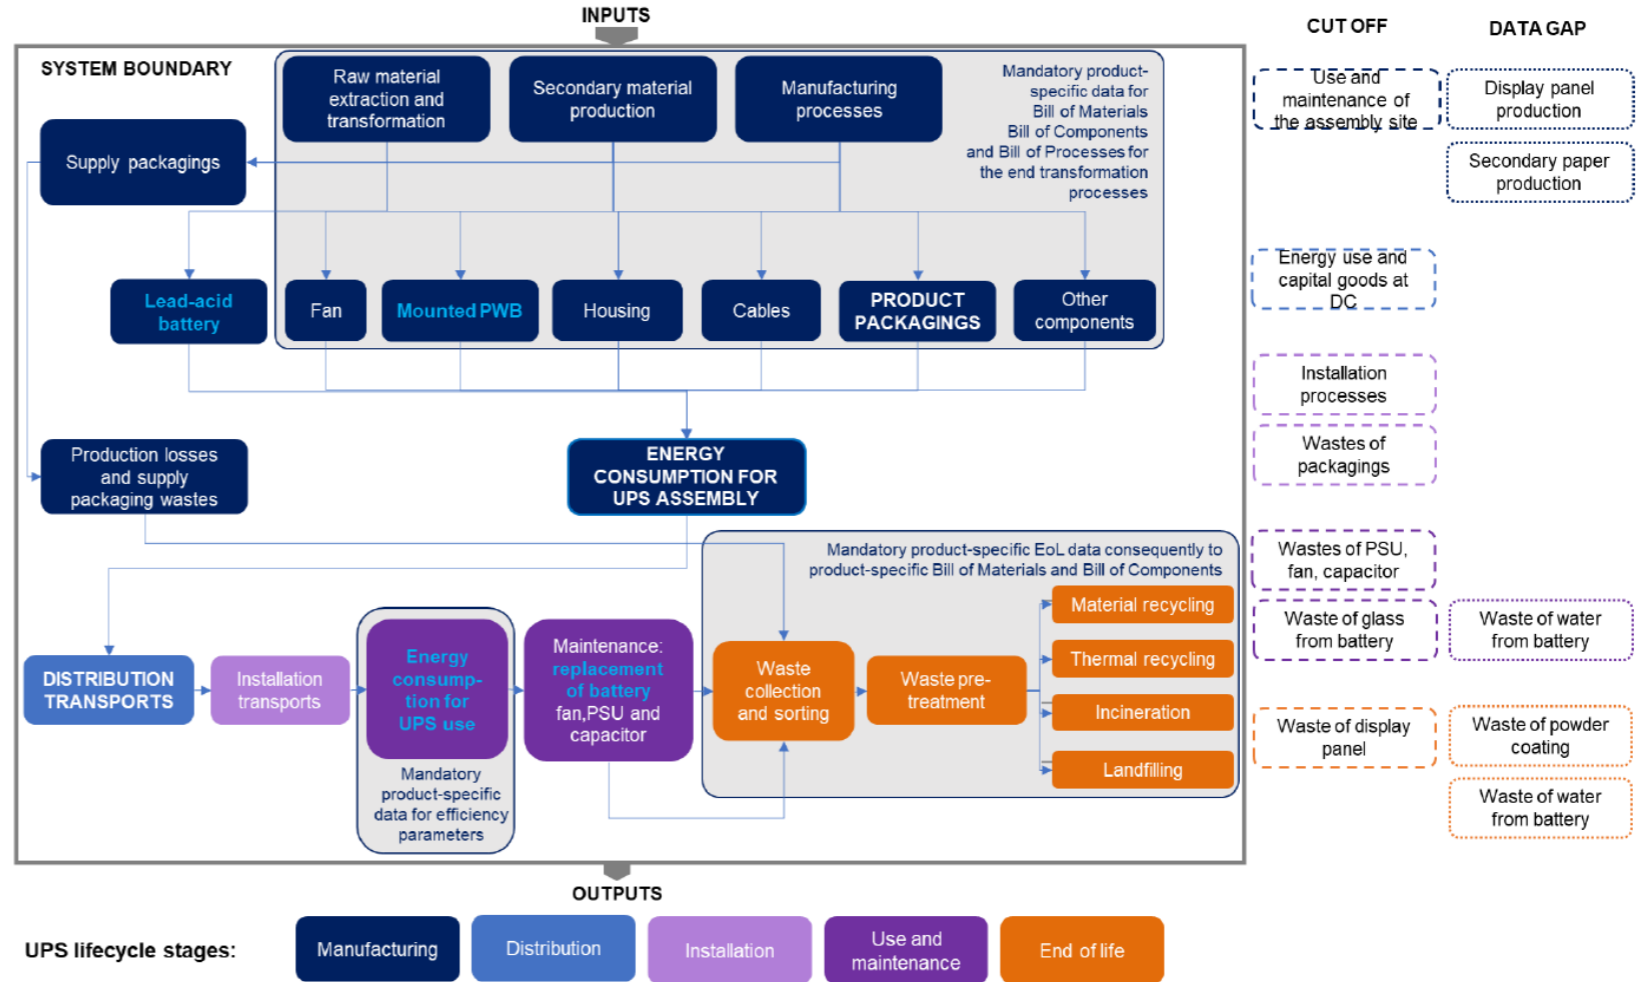 INPUTS
CUT OFF
DATA GAP
SYSTEM BOUNDARY
Raw material
extraction and
transformation
Secondary material
production
Manufacturing
processes
Mandatory product-
specific data for
Bill of Materials
Bill of Components
and Bill of Processes for
the end transformation
processes
Use and
maintenance of
the assembly site
Display panel
production
Supply packagings
Secondary paper
production
Energy use and
capital goods at
DC
Lead-acid
battery
Fan
Mounted PWB
Housing
Cables
PRODUCT
PACKAGINGS
Other
components
Installation
processes
Wastes of
packagings
Production losses
and supply
packaging wastes
ENERGY
CONSUMPTION FOR
UPS ASSEMBLY
Mandatory product-specific EoL data consequently to
product-specific Bill of Materials and Bill of Components
Wastes of PSU,
fan, capacitor
Waste of glass
from battery
Waste of water
from battery
DISTRIBUTION
TRANSPORTS
Installation
transports
Energy
consump-
tion for
UPS use
Mandatory
product-specific
data for efficiency
parameters
Maintenance:
replacement
of battery
fan,PSU and
capacitor
Waste
collection
and sorting
Waste pre-
treatment
Material recycling
Thermal recycling
Incineration
Landfilling
Waste of display
panel
Waste of powder
coating
Waste of water
from battery
OUTPUTS
UPS lifecycle stages:
Manufacturing
Distribution
Installation
Use and
maintenance
End of life